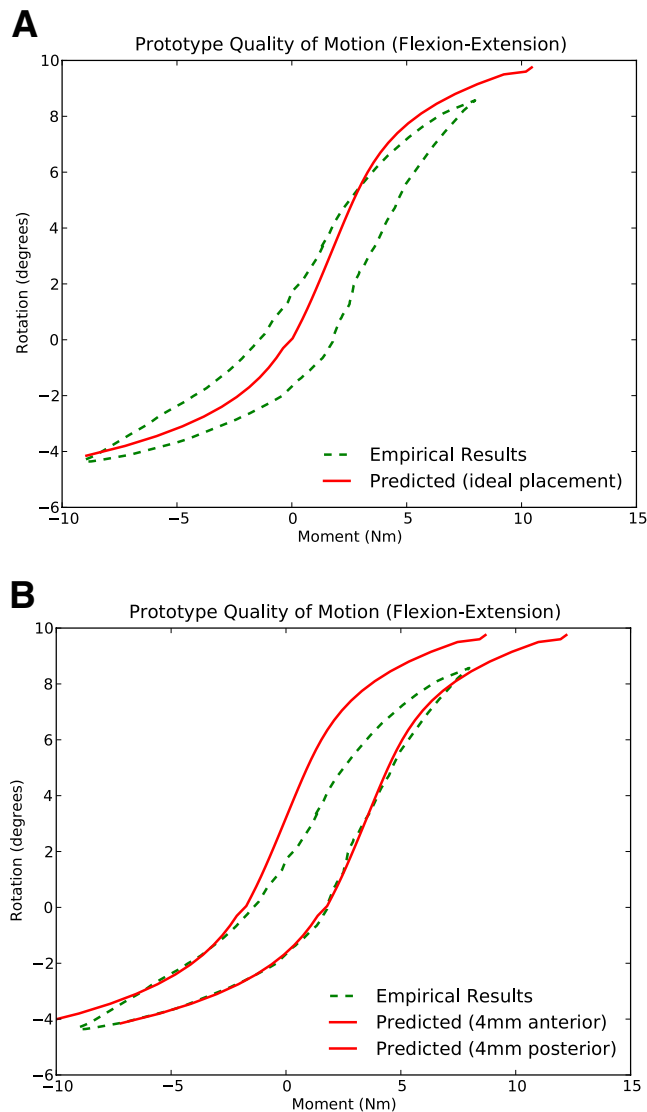 A
Prototype Quality of Motion (Flexion-Extension)
10
8
6
4
2
0
−2
−4
−6
Rotation (degrees)
Empirical Results
Predicted (ideal placement)
−10
−5
0
5
10
15
Moment (Nm)
B
Prototype Quality of Motion (Flexion-Extension)
10
8
6
4
2
0
−2
−4
−6
Rotation (degrees)
Empirical Results
Predicted (4mm anterior)
Predicted (4mm posterior)
−10
−5
0
5
10
15
Moment (Nm)